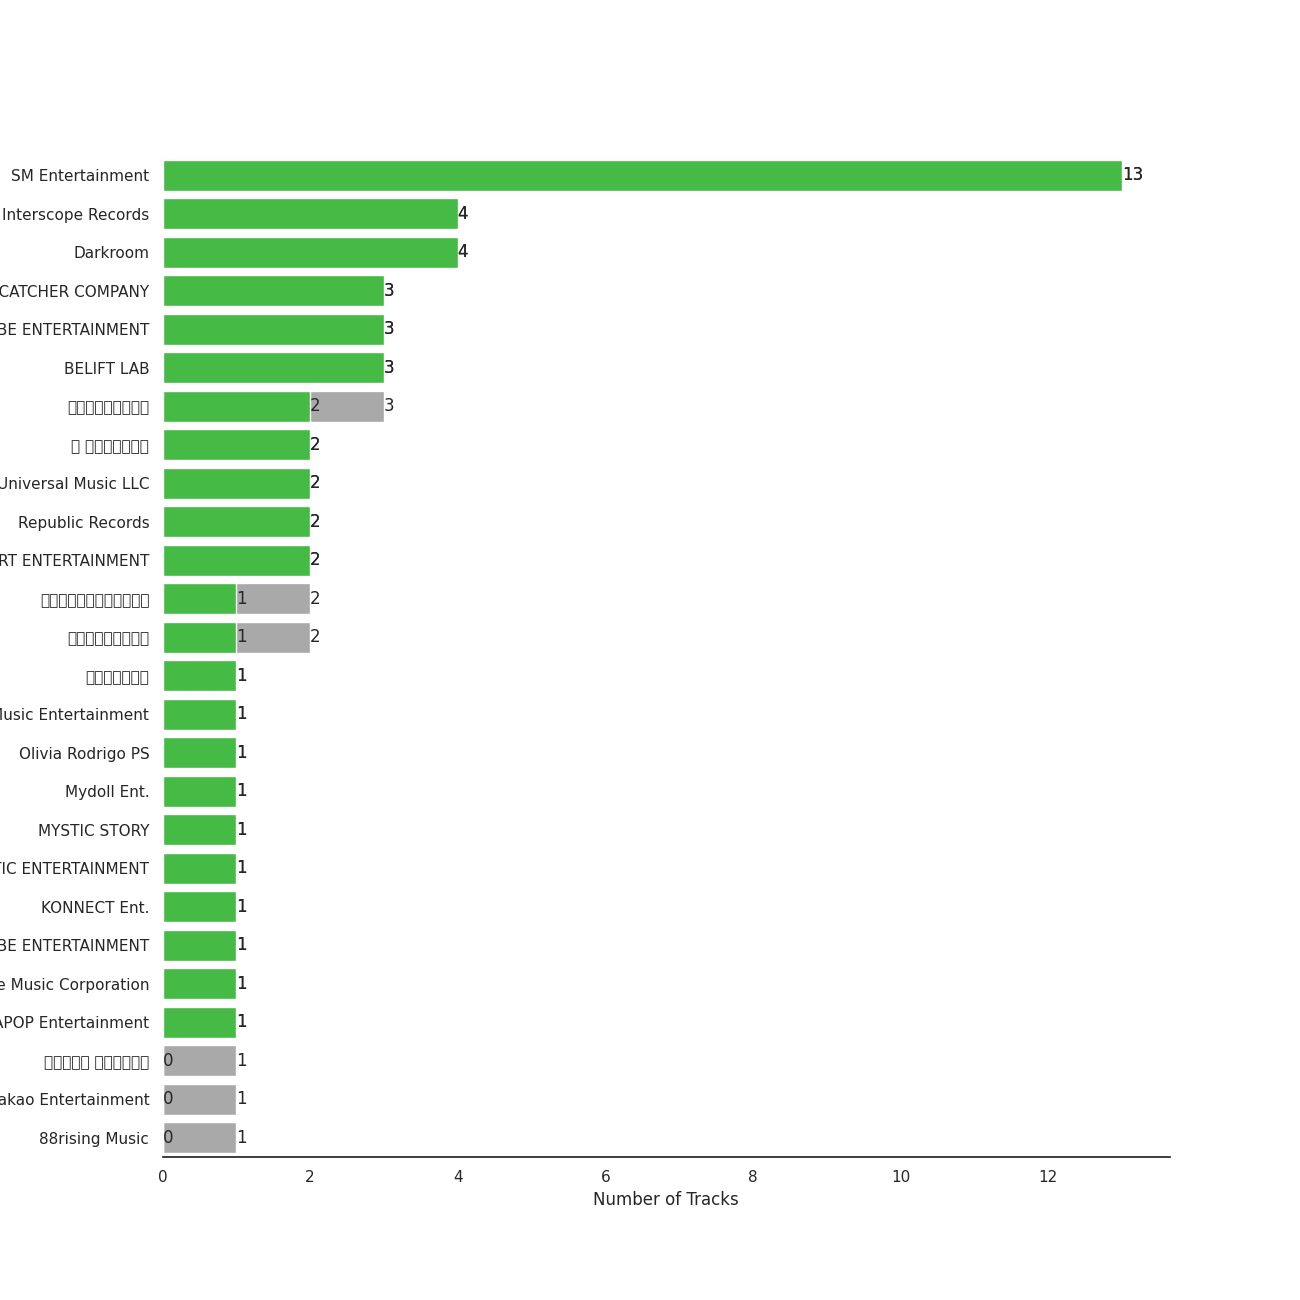 SM Entertainment 13
Interscope Records 4
Darkroom 4
CATCHER COMPANY 3
BE ENTERTAINMENT 3
BELIFT LAB 3
2 3
2
Universal Music LLC 2
Republic Records 2
RT ENTERTAINMENT 2
1 2
1 2
1
Music Entertainment 1
Olivia Rodrigo PS 1
Mydoll Ent. 1
MYSTIC STORY 1
TIC ENTERTAINMENT 1
KONNECT Ent. 1
BE ENTERTAINMENT 1
e Music Corporation 1
APOP Entertainment 1
0 1
akao Entertainment 0 1
88rising Music 0 1
0 2 4 6 8 10 12
Number of Tracks